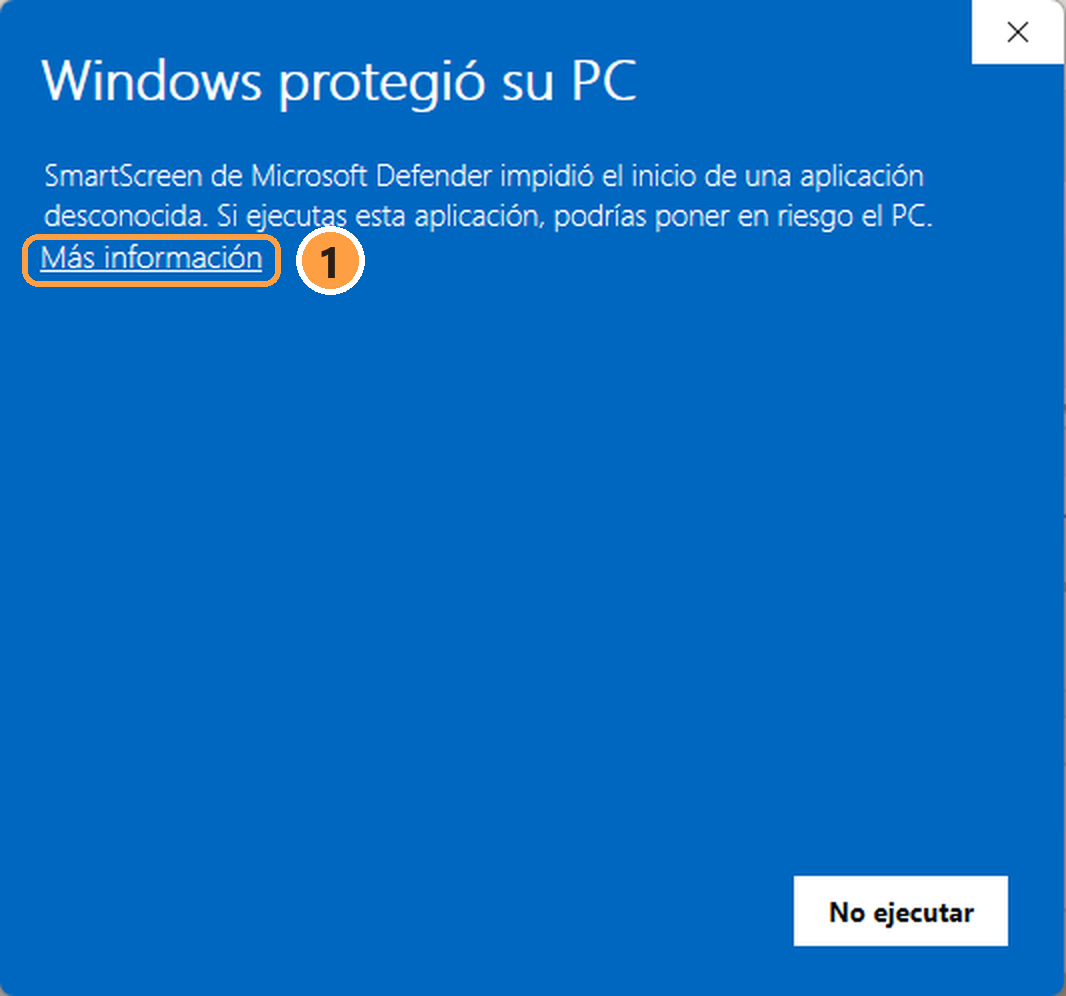 Windows protegió su PC
SmartScreen de Microsoft Defender impidió el inicio de una aplicación
desconocida. Si ejecutas esta aplicación, podrías poner en riesgo el PC.
Más información
1
No ejecutar